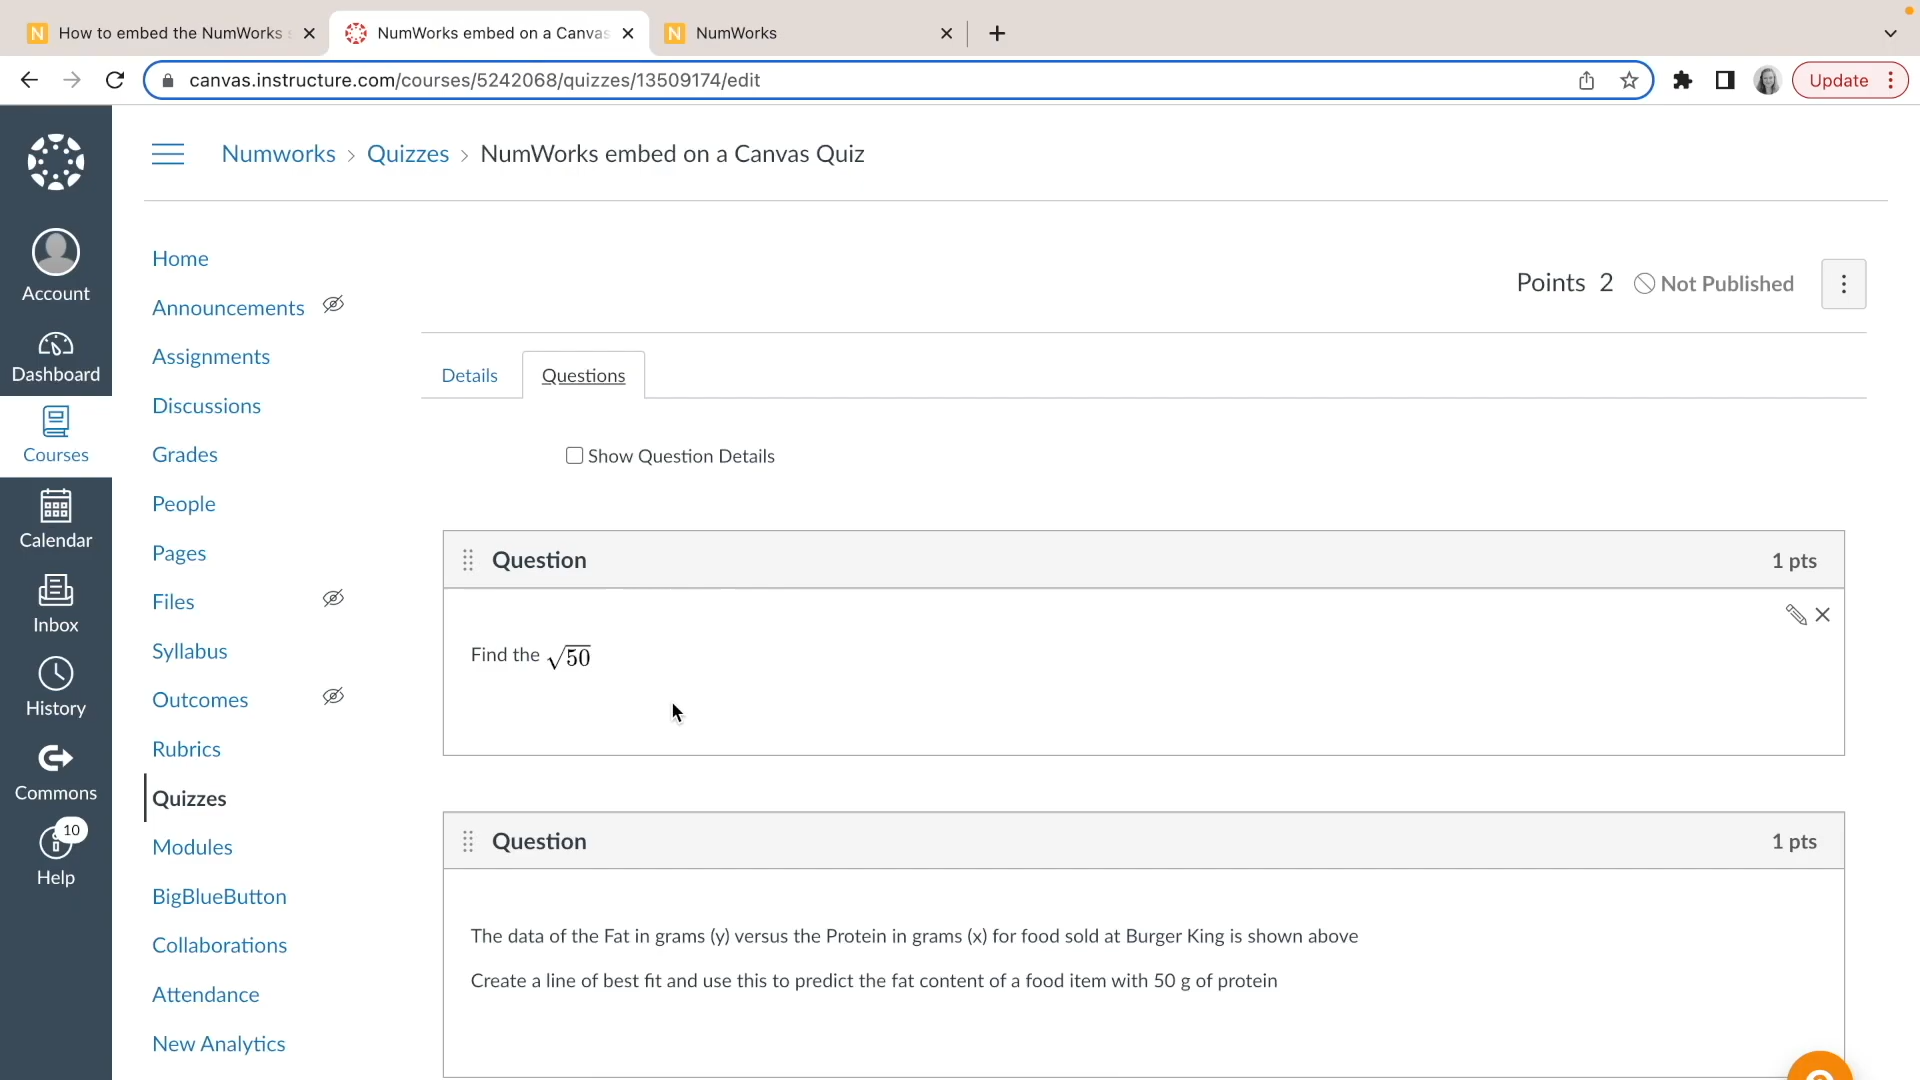 How to embed the NumWorks
NumWorks embed on a Canvas
NumWorks
canvas.instructure.com/courses/5242068/quizzes/13509174/edit
Update
Numworks > Quizzes > NumWorks embed on a Canvas Quiz
Account
Dashboard
Courses
Calendar
Inbox
History
Commons
10
Help
Home
Announcements
Assignments
Discussions
Grades
People
Pages
Files
Syllabus
Outcomes
Rubrics
Quizzes
Modules
BigBlueButton
Collaborations
Attendance
New Analytics
Points 2 Not Published
Details Questions
Show Question Details
Question 1 pts
Find the √50
Question 1 pts
The data of the Fat in grams (y) versus the Protein in grams (x) for food sold at Burger King is shown above
Create a line of best fit and use this to predict the fat content of a food item with 50 g of protein